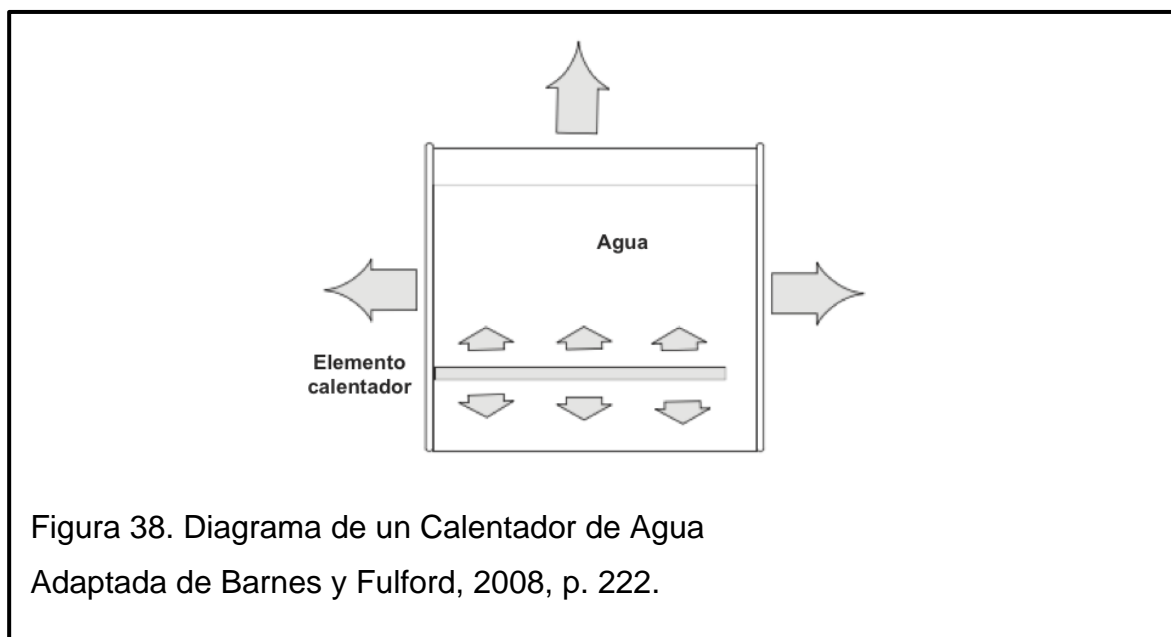 Agua
Elemento
calentador
Figura 38. Diagrama de un Calentador de Agua
Adaptada de Barnes y Fulford, 2008, p. 222.